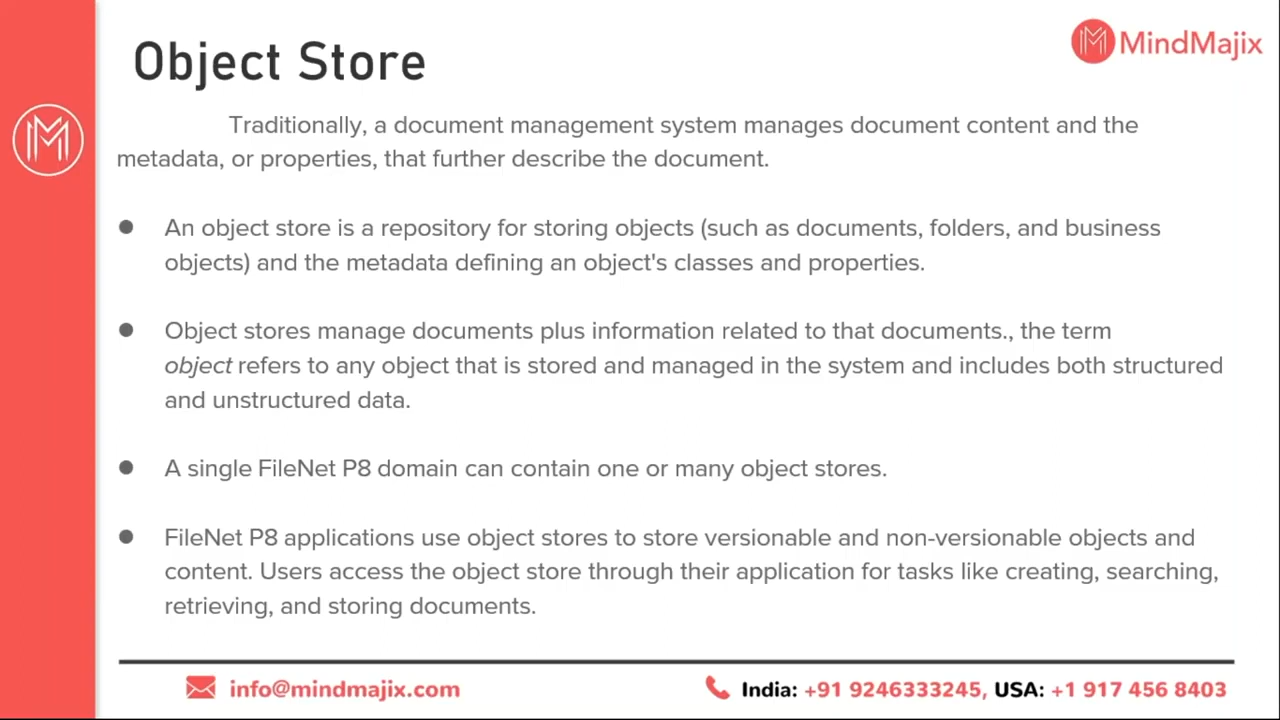 Object Store
MindMajix
Traditionally, a document management system manages document content and the
metadata, or properties, that further describe the document.
● An object store is a repository for storing objects (such as documents, folders, and business
objects) and the metadata defining an object's classes and properties.
● Object stores manage documents plus information related to that documents., the term
object refers to any object that is stored and managed in the system and includes both structured
and unstructured data.
● A single FileNet P8 domain can contain one or many object stores.
● FileNet P8 applications use object stores to store versionable and non-versionable objects and
content. Users access the object store through their application for tasks like creating, searching,
retrieving, and storing documents.
info@mindmajix.com
India: +91 9246333245, USA: +1 917 456 8403